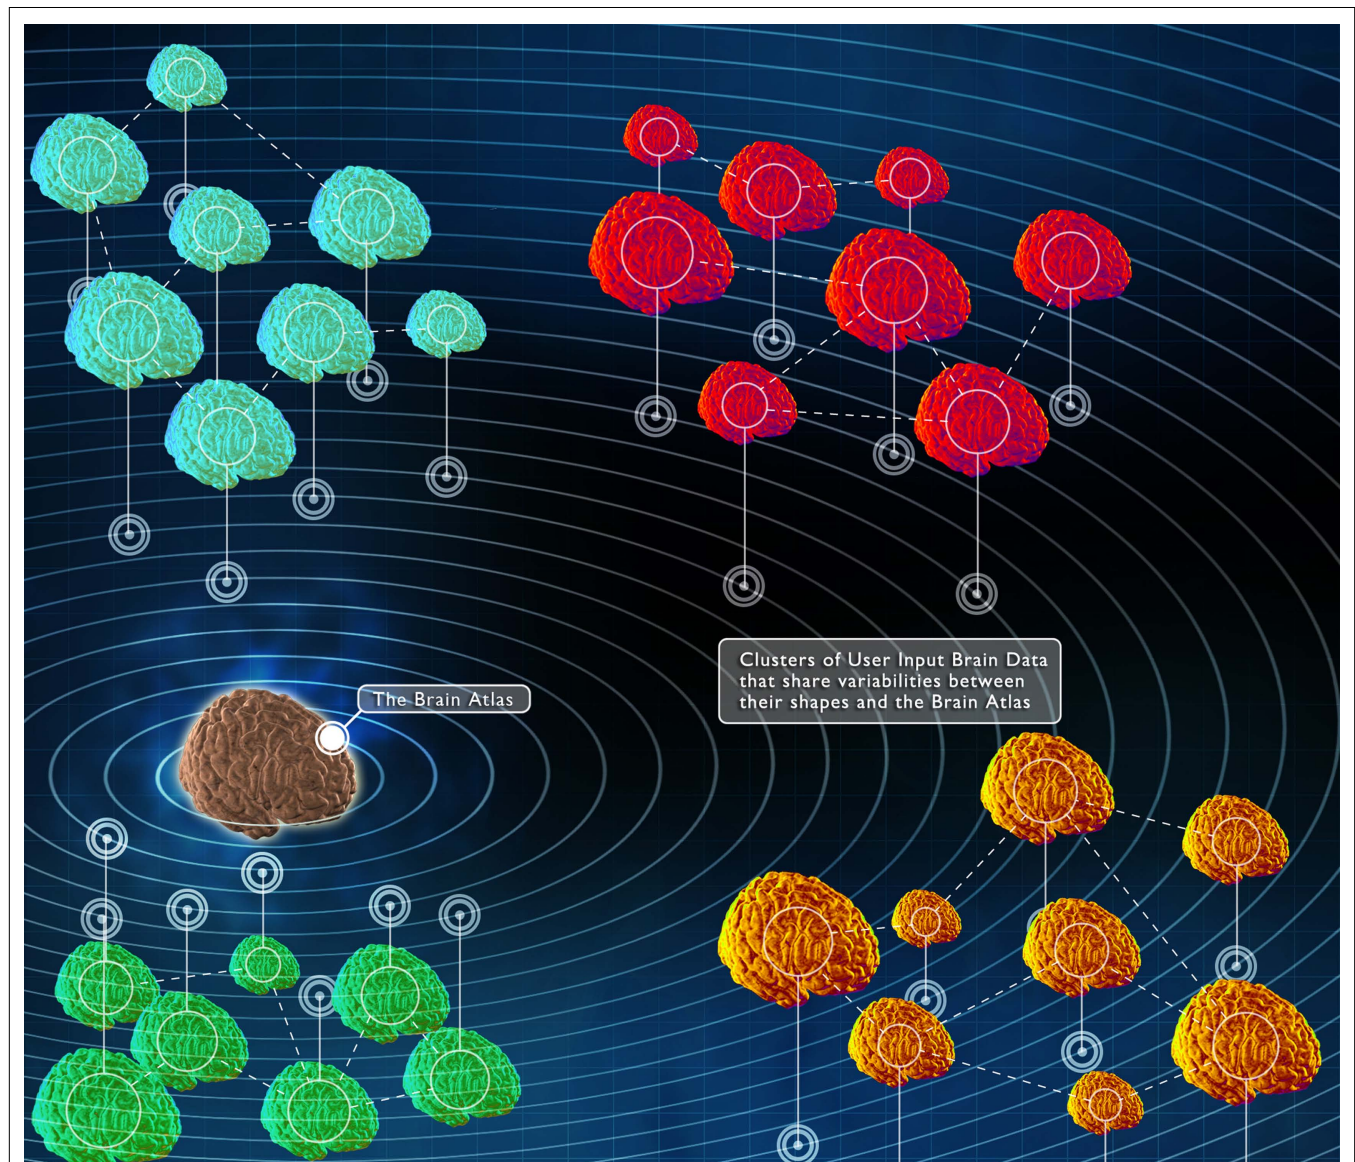 Clusters of User Input Brain Data
that share variabilities between
their shapes and the Brain Atlas
The Brain Atlas